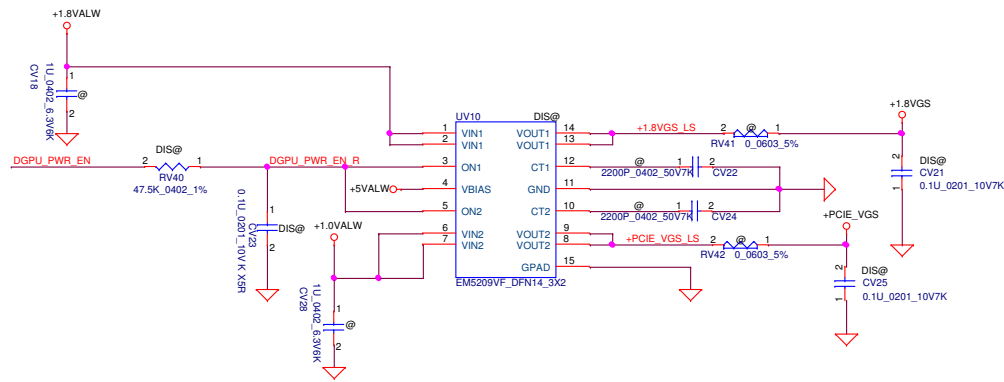 +1.8VALW
1
1U_0402_6.3V6K
CV18
@
2
UV10
DIS@
1
VIN1
VOUT1
14
+1.8VGS_LS
2
@
1
+1.8VGS
2
VIN1
VOUT1
13
RV41
0_0603_5%
DGPU_PWR_EN
2
DIS@
1
DGPU_PWR_EN_R
3
ON1
CT1
12
@
1
2
2200P_0402_50V7K
CV22
RV40
47.5K_0402_1%
+5VALW
4
VBIAS
GND
11
2
DIS@
CV21
0.1U_0201_10V7K
1
5
ON2
CT2
10
@
1
2
2200P_0402_50V7K
CV24
1
0.1U_0201_10V K X5R
CV23
DIS@
2
+1.0VALW
6
VIN2
VOUT2
9
7
VIN2
VOUT2
8
+PCIE_VGS_LS
2
@
1
+PCIE_VGS
RV42
0_0603_5%
GPAD
15
EM5209VF_DFN14_3X2
1
1U_0402_6.3V6K
CV28
@
2
2
DIS@
CV25
0.1U_0201_10V7K
1